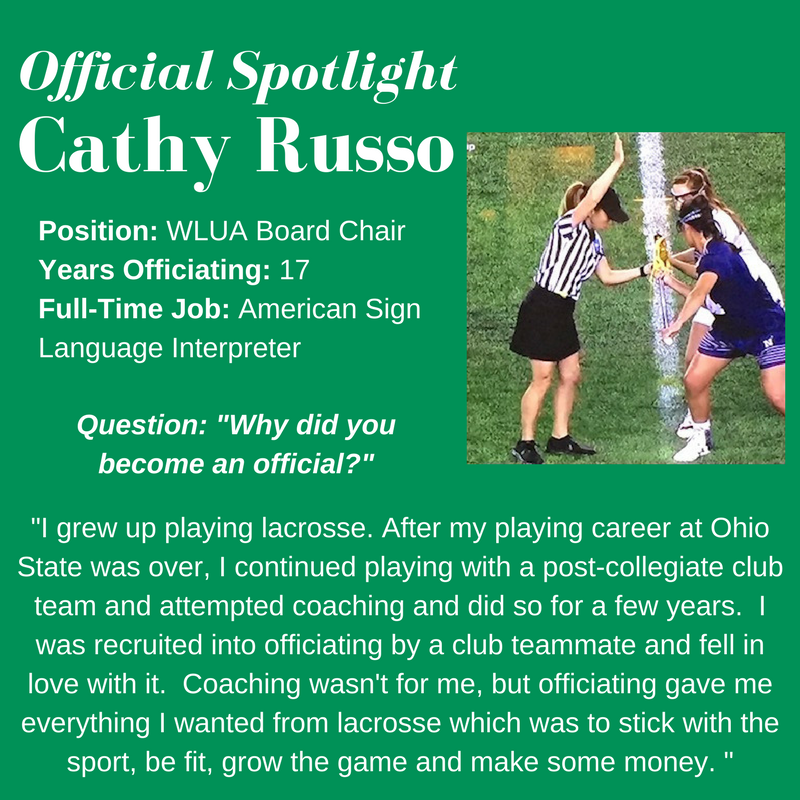 Official Spotlight
Cathy Russo
Position: WLUA Board Chair
Years Officiating: 17
Full-Time Job: American Sign
Language Interpreter
Question: "Why did you
become an official?"
"I grew up playing lacrosse. After my playing career at Ohio
State was over, I continued playing with a post-collegiate club
team and attempted coaching and did so for a few years.  I
was recruited into officiating by a club teammate and fell in
love with it.  Coaching wasn't for me, but officiating gave me
everything I wanted from lacrosse which was to stick with the
sport, be fit, grow the game and make some money. "
N